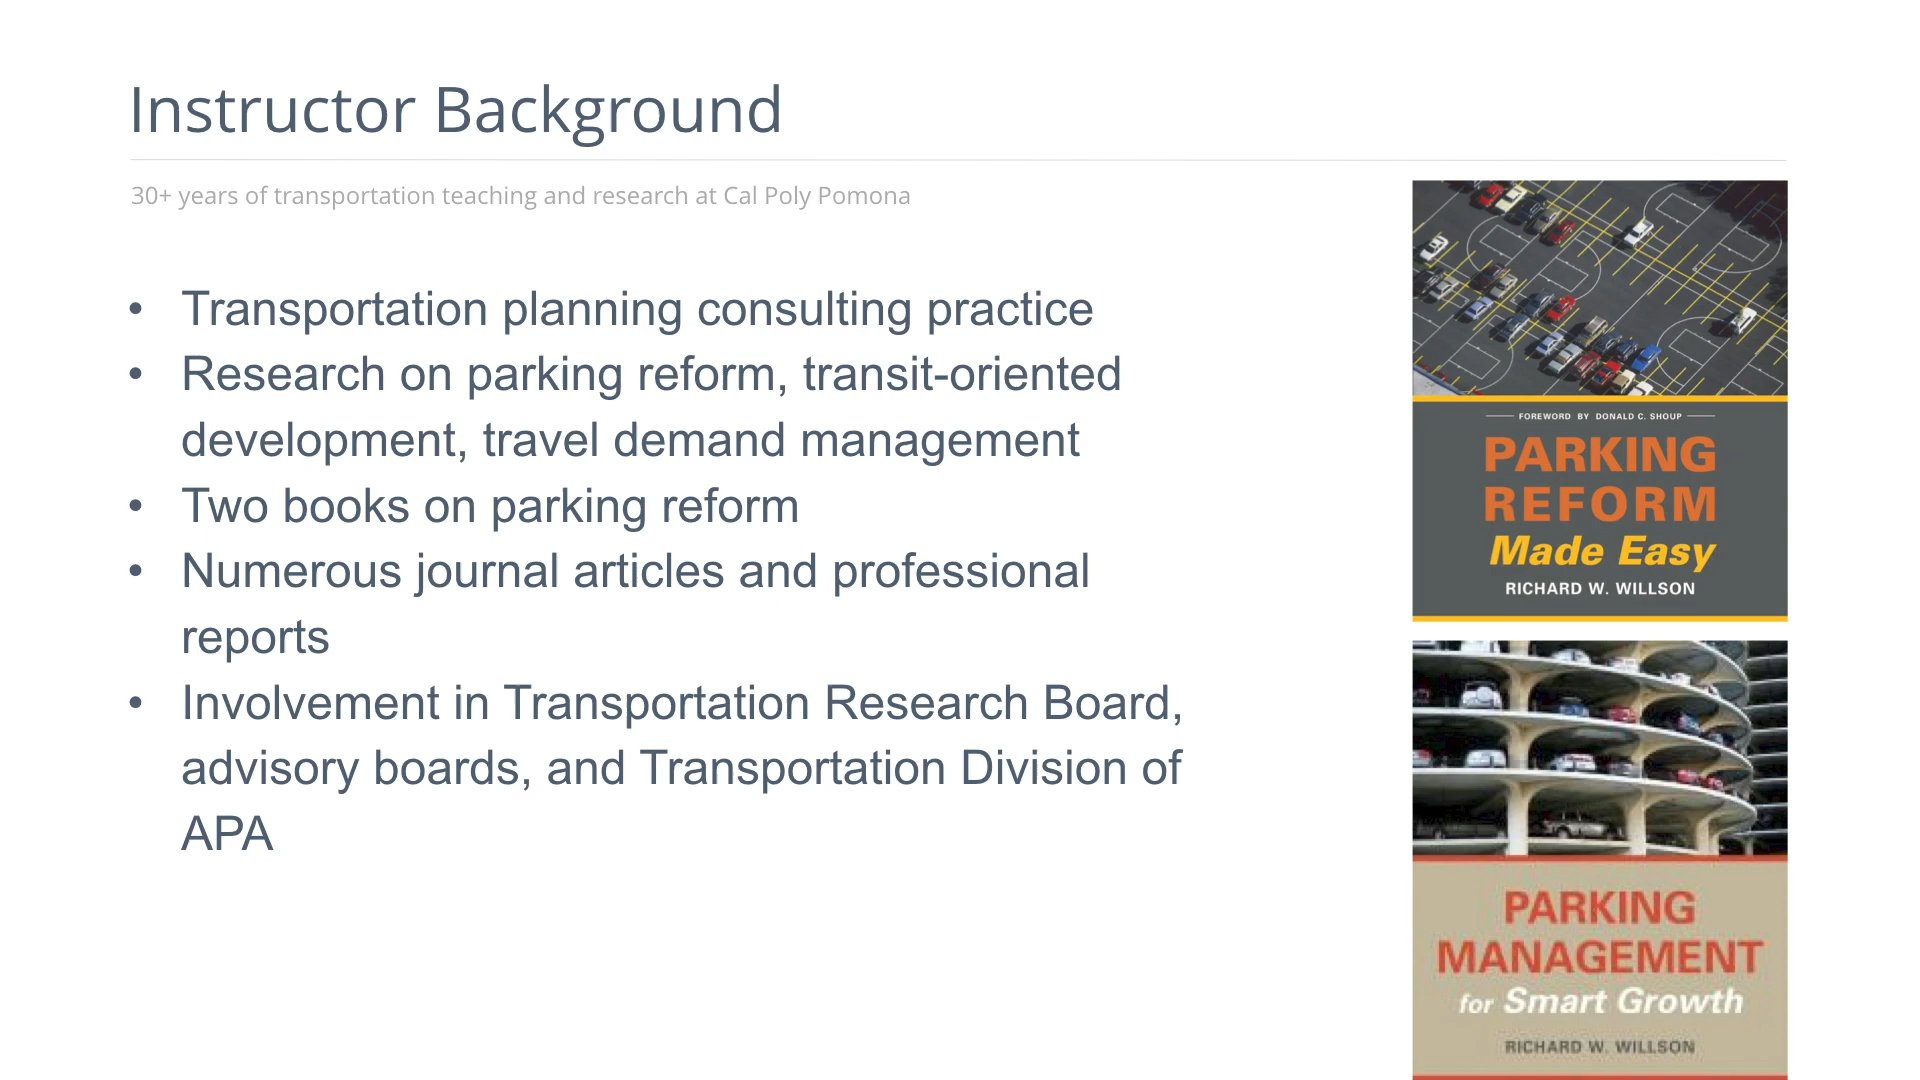 Instructor Background
30+ years of transportation teaching and research at Cal Poly Pomona
• Transportation planning consulting practice
• Research on parking reform, transit-oriented
development, travel demand management
• Two books on parking reform
• Numerous journal articles and professional
reports
• Involvement in Transportation Research Board,
advisory boards, and Transportation Division of
APA
FOREWORD BY DONALD C. SHOUP
PARKING
REFORM
Made Easy
RICHARD W. WILLSON
PARKING
MANAGEMENT
for Smart Growth
RICHARD W. WILLSON